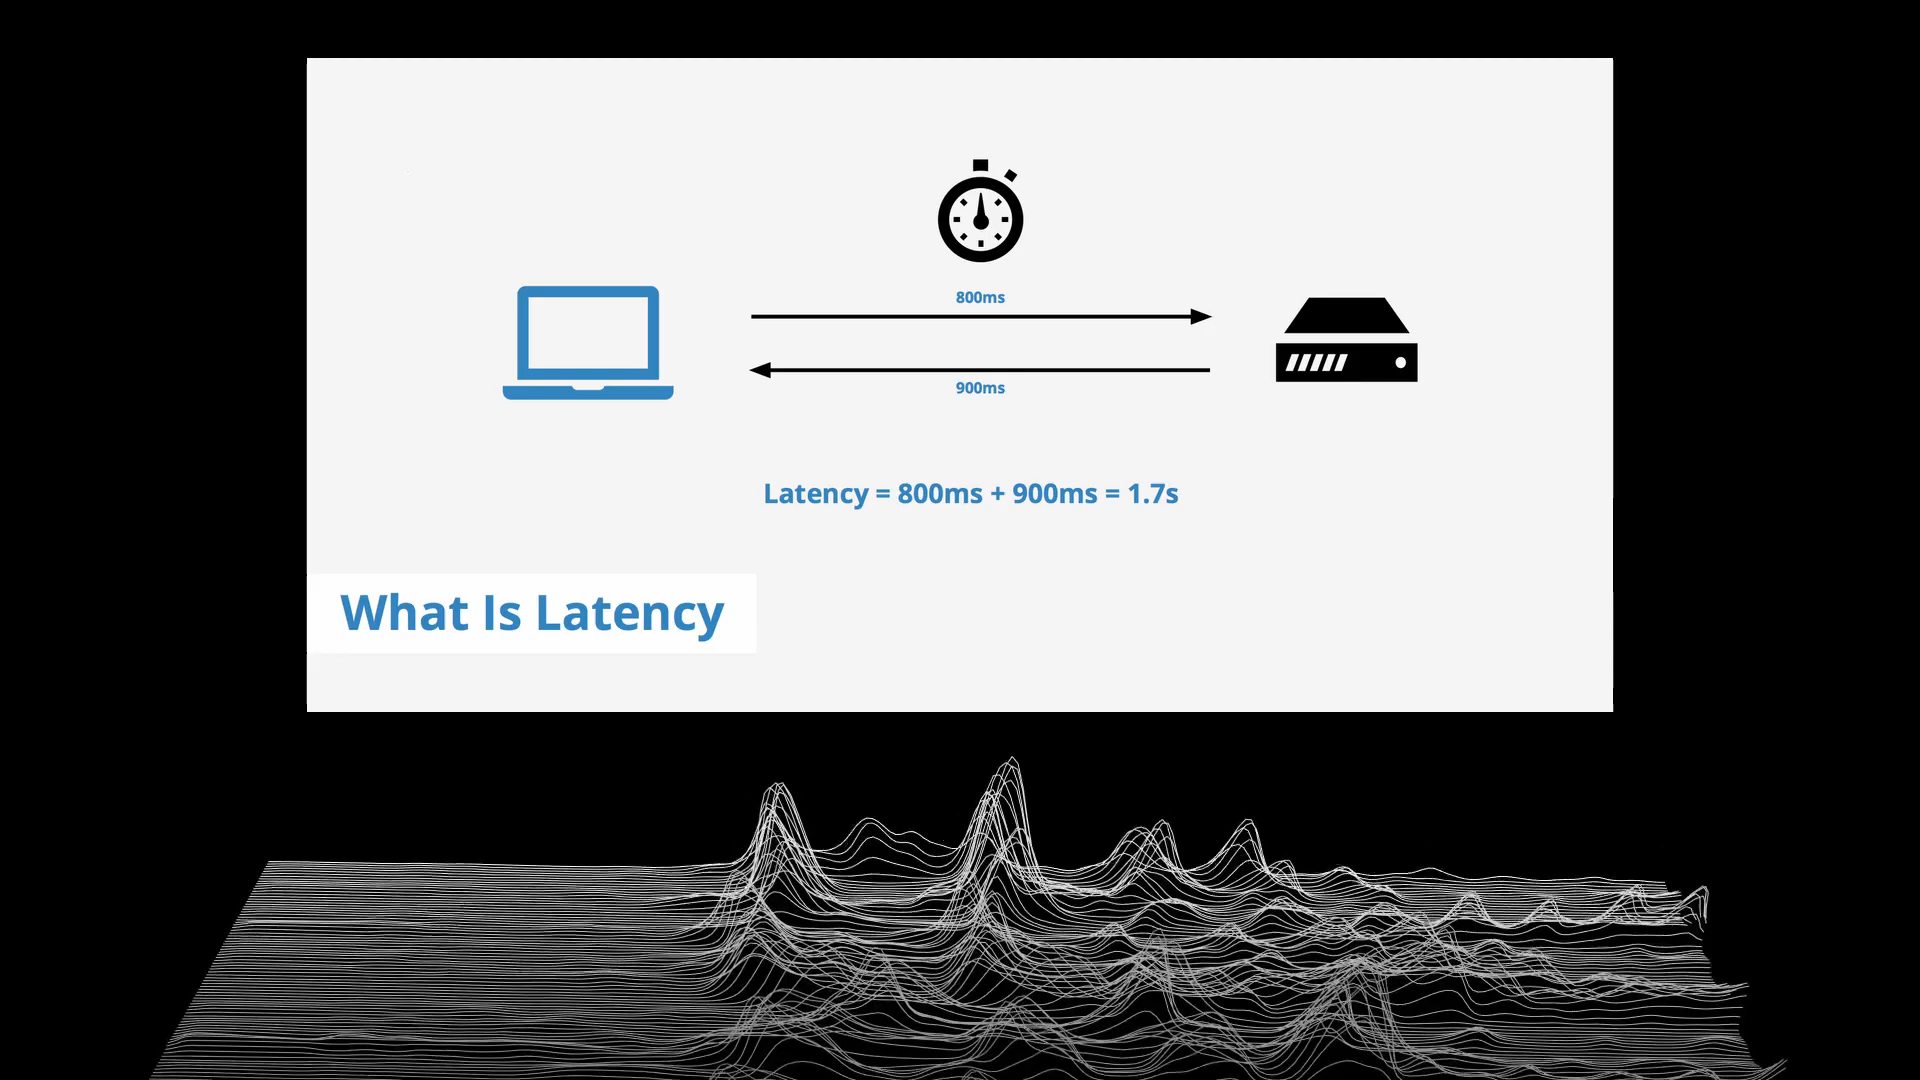 800ms
900ms
Latency = 800ms + 900ms = 1.7s
What Is Latency